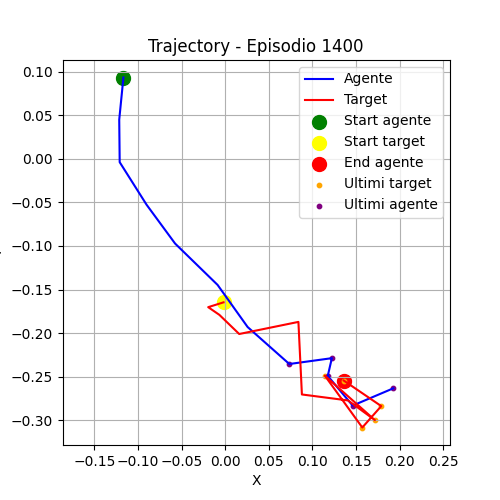 Trajectory - Episodio 1400
0.10
0.05
0.00
−0.05
−0.10
−0.15
−0.20
−0.25
−0.30
Agente
Target
Start agente
Start target
End agente
Ultimi target
Ultimi agente
−0.15 −0.10 −0.05 0.00 0.05 0.10 0.15 0.20 0.25
X